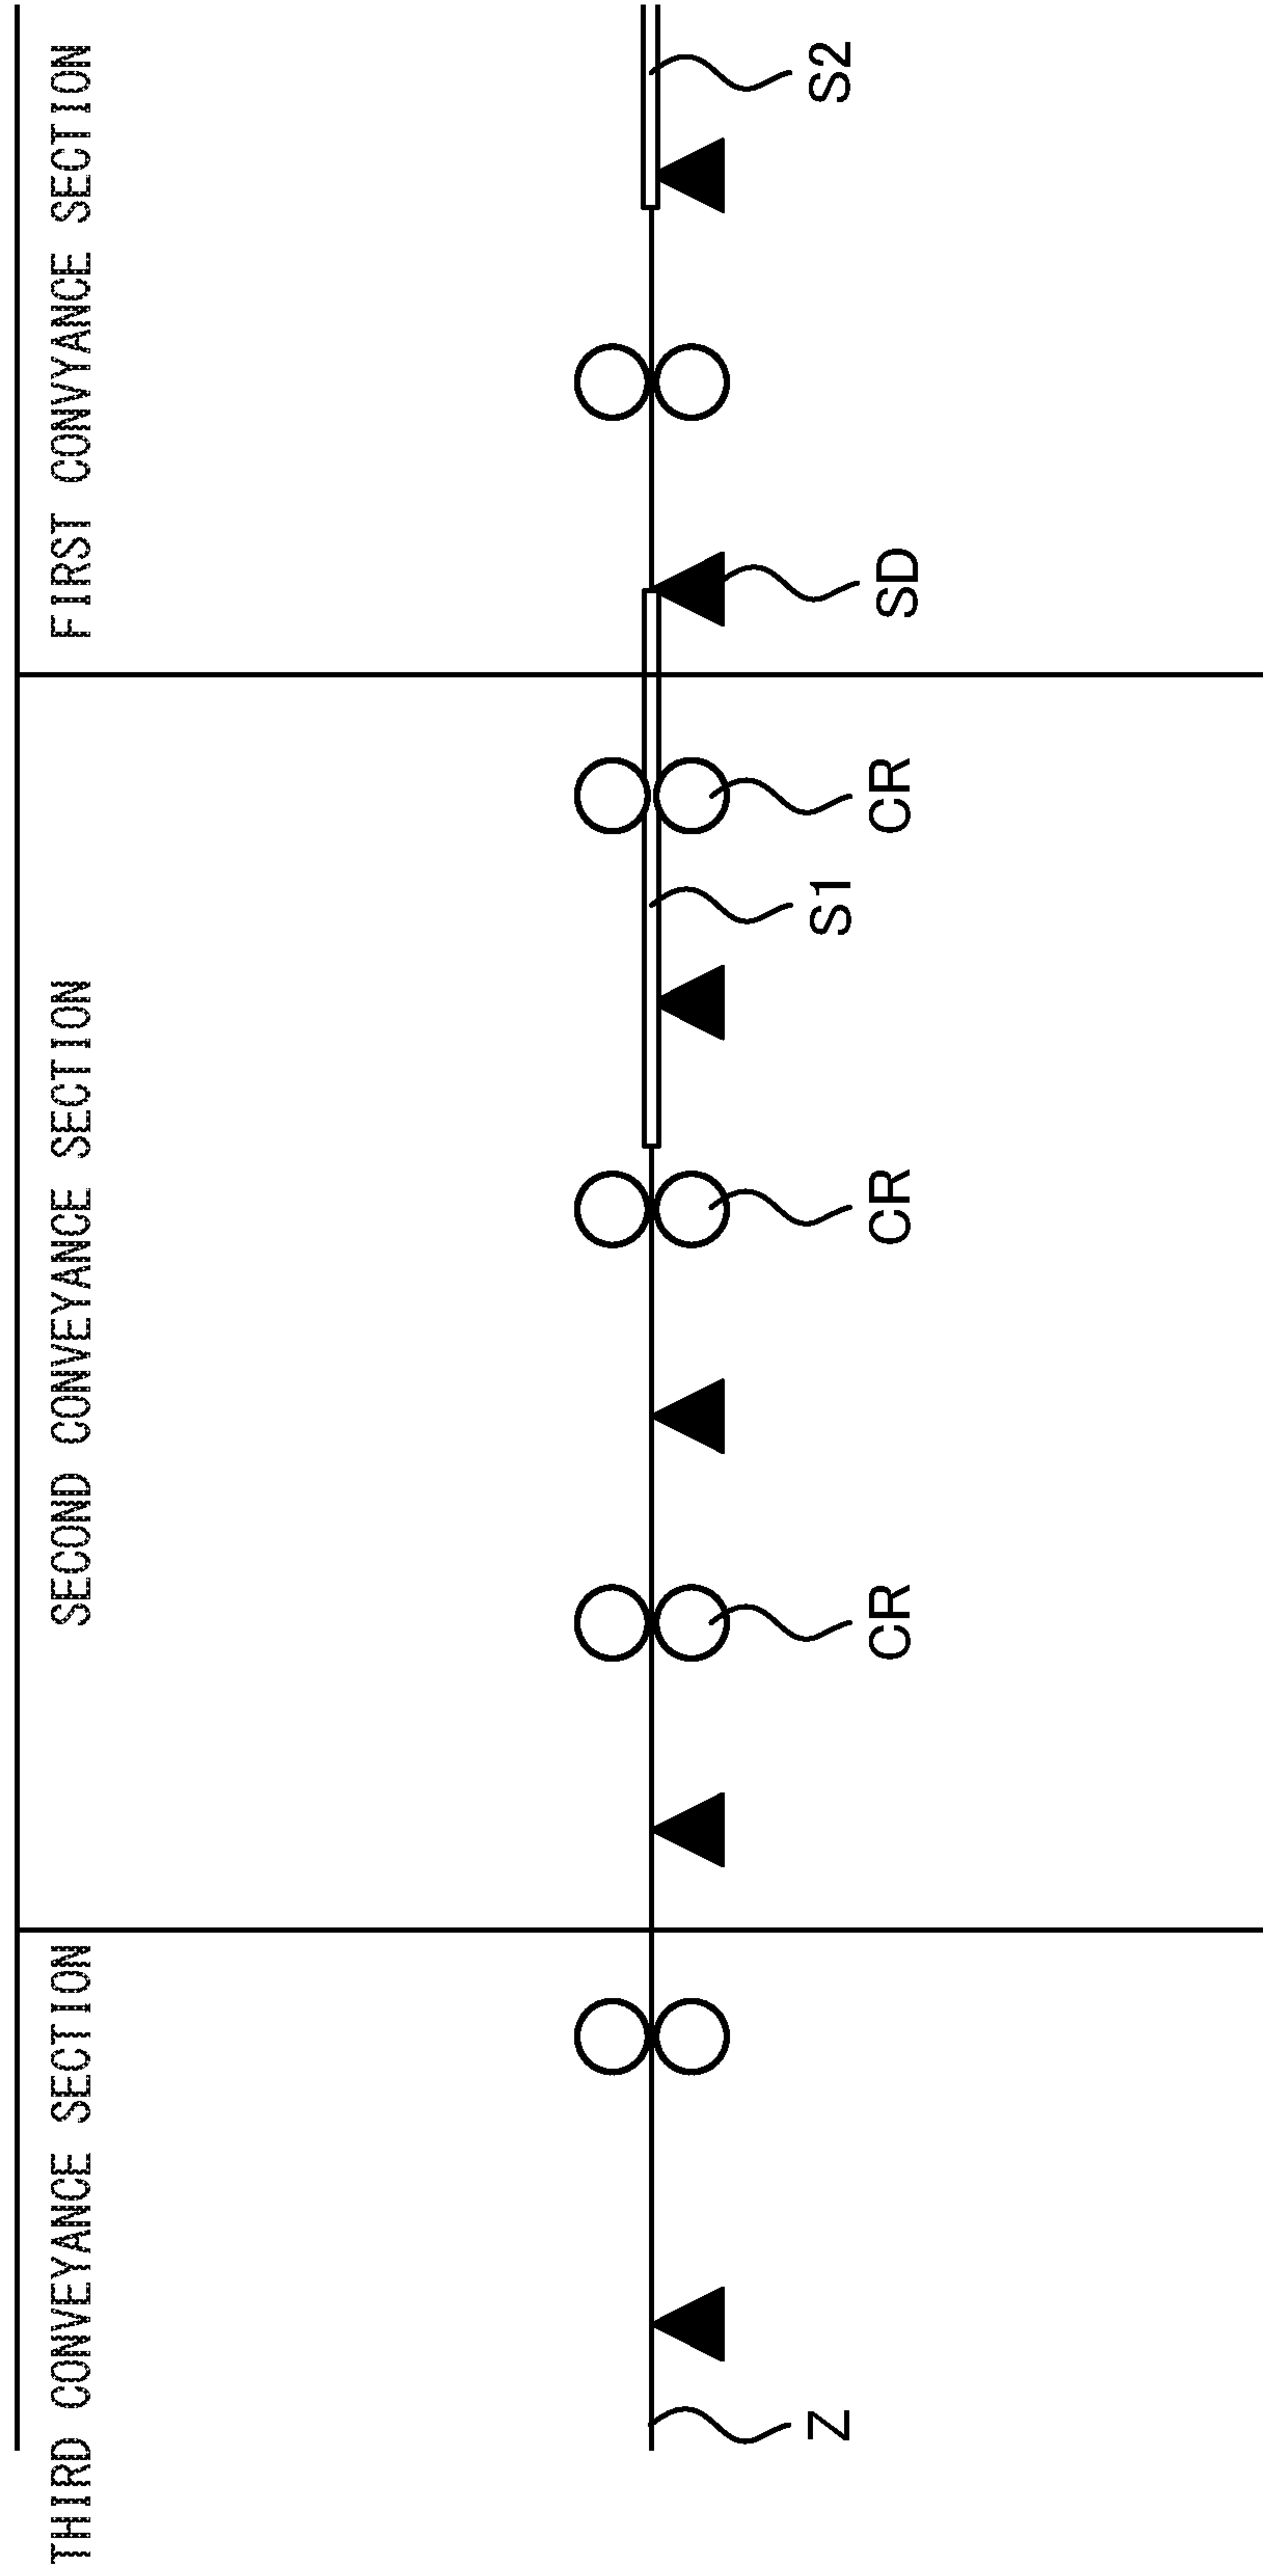 THIRD CONVEYANCE SECTION
SECOND CONVEYANCE SECTION
FIRST CONVYANCE SECTION
Z
CR
CR
S1
CR
SD
S2